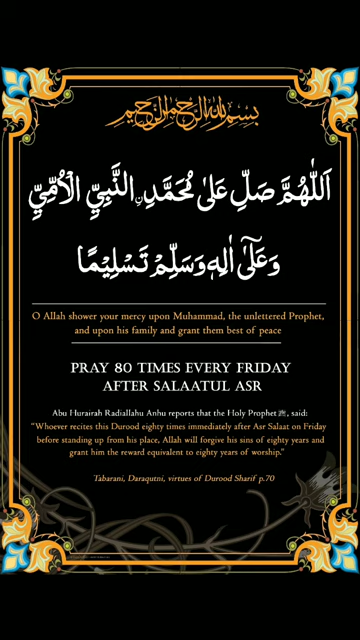 بِسْمِ اللهِ الرَّحْمٰنِ الرَّحِيْمِ
اَللّٰهُمَّ صَلِّ عَلٰى مُحَمَّدِنِ النَّبِيِّ الْاُمِّيِّ
وَعَلٰٓى اٰلِهٖ وَسَلِّمْ تَسْلِيْمًا
O Allah shower your mercy upon Muhammad, the unlettered Prophet,
and upon his family and grant them best of peace
PRAY 80 TIMES EVERY FRIDAY
AFTER SALAATUL ASR
Abu Hurairah Radiallahu Anhu reports that the Holy Prophet ﷺ, said:
“Whoever recites this Durood eighty times immediately after Asr Salaat on Friday
before standing up from his place, Allah will forgive his sins of eighty years and
grant him the reward equivalent to eighty years of worship.”
Tabarani, Daraqutni, virtues of Durood Sharif p.70